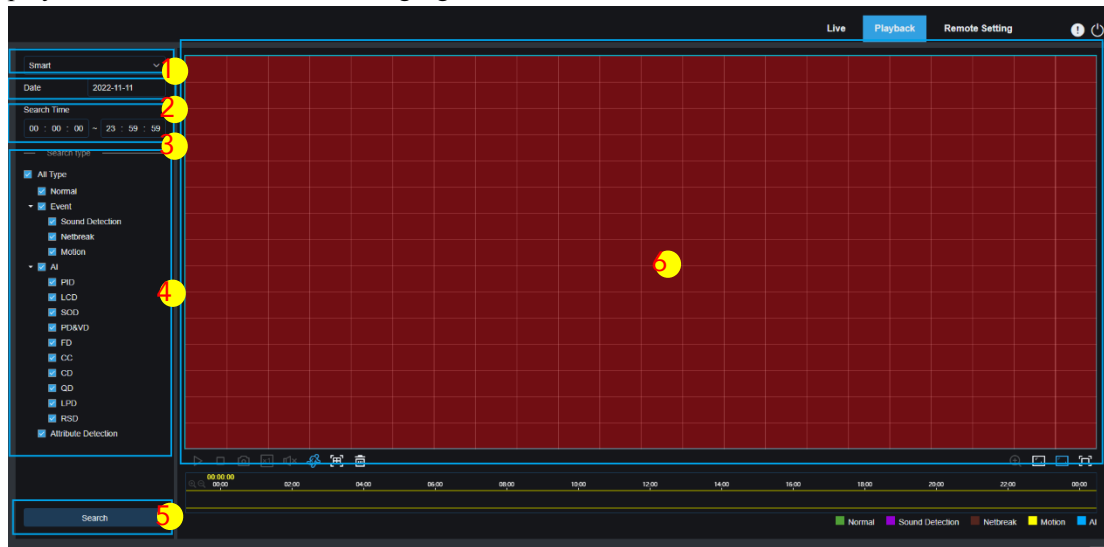 Live Playback Remote Setting
Smart
1
Date 2022-11-11
2
Search Time
00 : 00 : 00 ~ 23 : 59 : 59
3
Search type
All Type
Normal
Event
Sound Detection
Netbreak
Motion
AI
PID
LCD
SOD
PD&VD
FD
CC
CD
QD
LPD
RSD
Attribute Detection
4
6
x1
00:00:00
00:00 02:00 04:00 06:00 08:00 10:00 12:00 14:00 16:00 18:00 20:00 22:00 00:00
Search
5
Normal Sound Detection Netbreak Motion AI